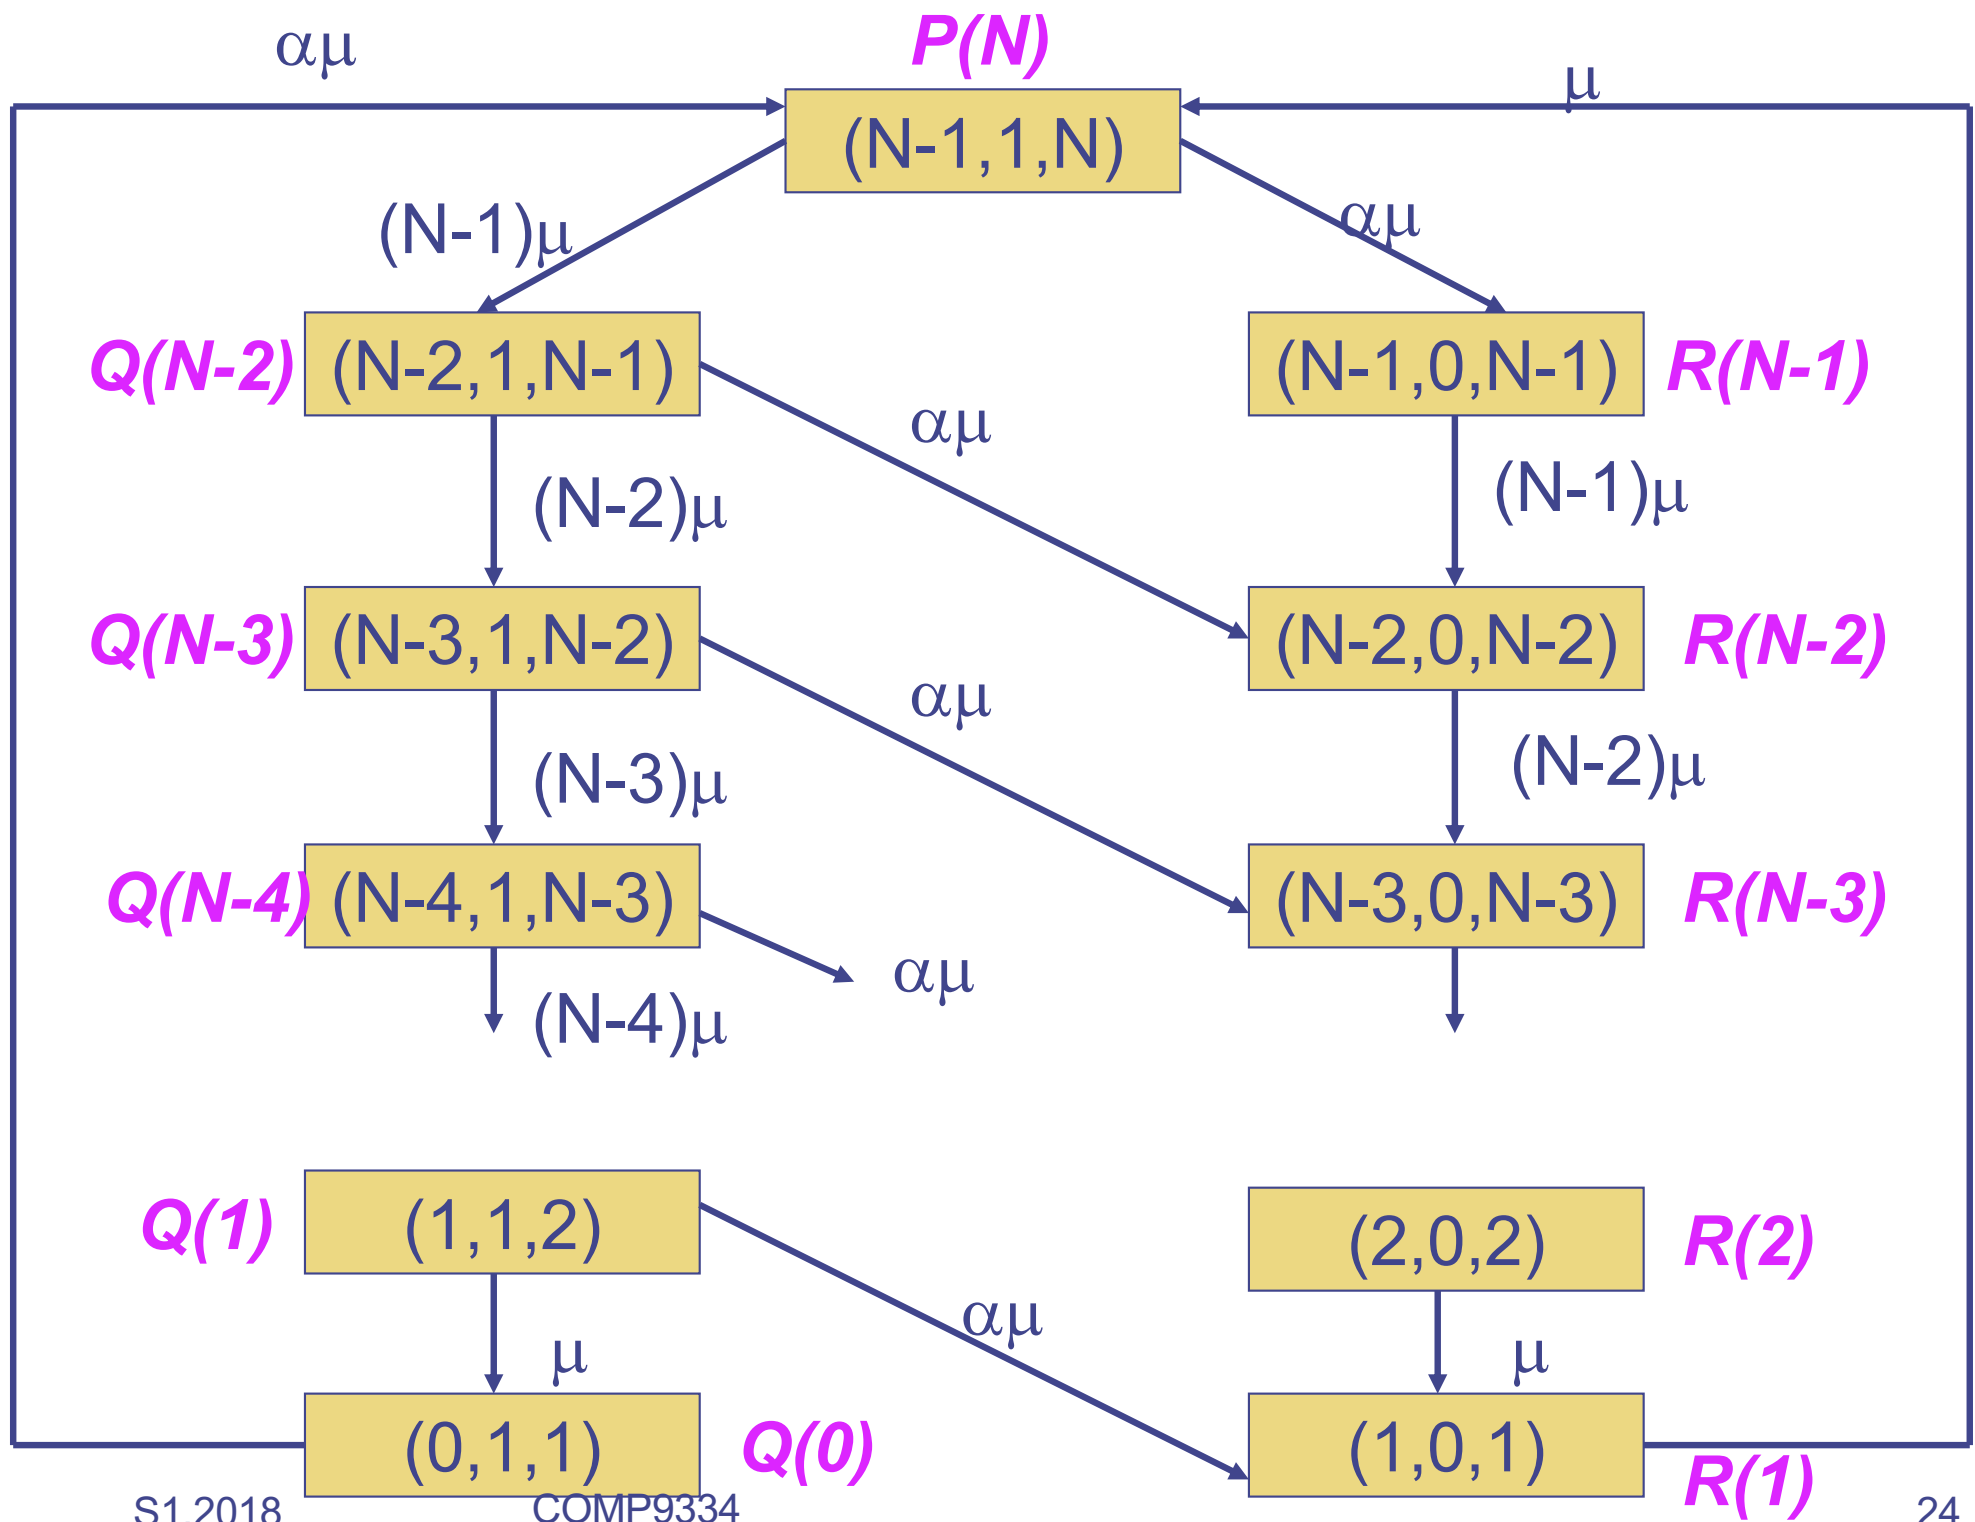 P(N)
αμ
μ
(N-1,1,N)
(N-1)μ
αμ
Q(N-2)
(N-2,1,N-1)
(N-1,0,N-1)
R(N-1)
αμ
(N-2)μ
(N-1)μ
Q(N-3)
(N-3,1,N-2)
(N-2,0,N-2)
R(N-2)
αμ
(N-3)μ
(N-2)μ
Q(N-4)
(N-4,1,N-3)
(N-3,0,N-3)
R(N-3)
αμ
(N-4)μ
Q(1)
(1,1,2)
(2,0,2)
R(2)
αμ
μ
μ
(0,1,1)
Q(0)
(1,0,1)
R(1)
S1,2018
COMP9334
24